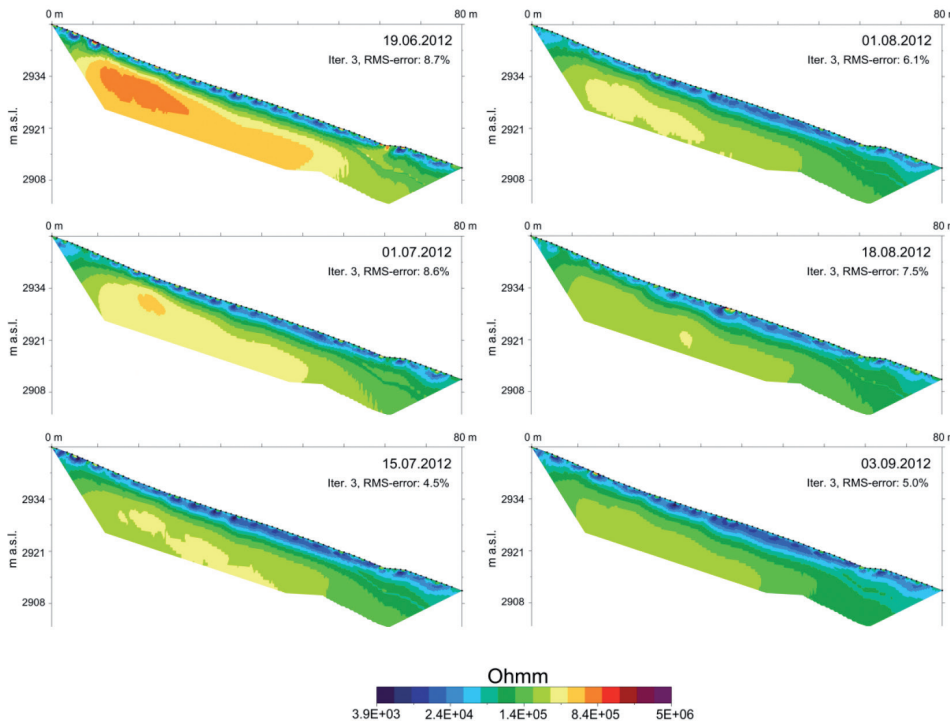 0 m 80 m
19.06.2012
Iter. 3, RMS-error: 8.7%
m a.s.l.
2934
2921
2908
0 m 80 m
01.08.2012
Iter. 3, RMS-error: 6.1%
m a.s.l.
2934
2921
2908
0 m 80 m
01.07.2012
Iter. 3, RMS-error: 8.6%
m a.s.l.
2934
2921
2908
0 m 80 m
18.08.2012
Iter. 3, RMS-error: 7.5%
m a.s.l.
2934
2921
2908
0 m 80 m
15.07.2012
Iter. 3, RMS-error: 4.5%
m a.s.l.
2934
2921
2908
0 m 80 m
03.09.2012
Iter. 3, RMS-error: 5.0%
m a.s.l.
2934
2921
2908
Ohmm
3.9E+03 2.4E+04 1.4E+05 8.4E+05 5E+06